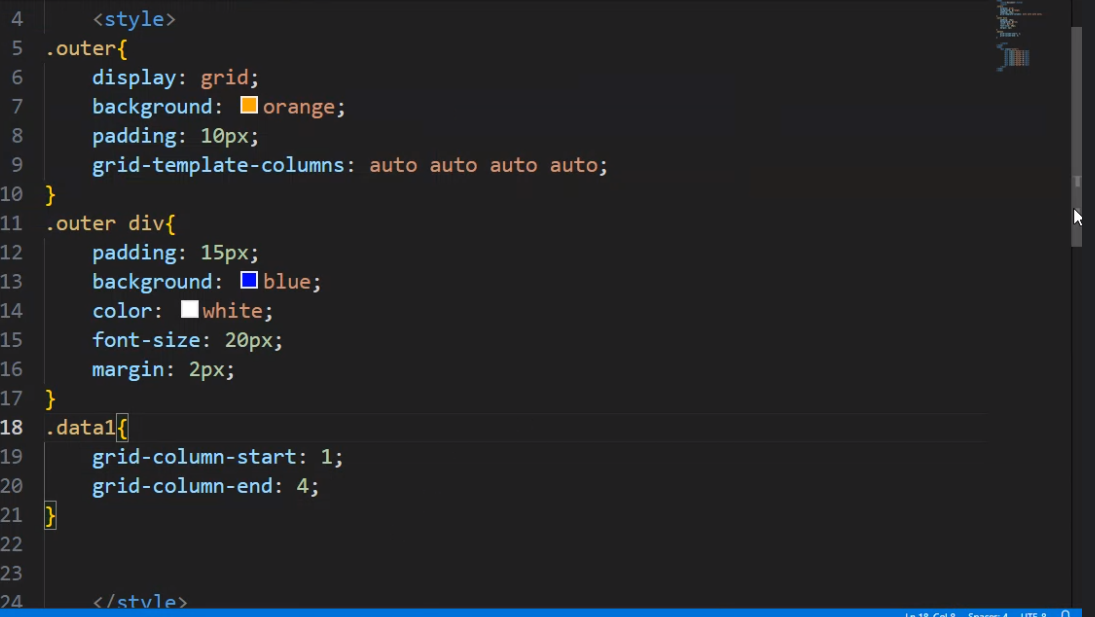 4 <style>
5 .outer{
6 display: grid;
7 background: orange;
8 padding: 10px;
9 grid-template-columns: auto auto auto auto;
10 }
11 .outer div{
12 padding: 15px;
13 background: blue;
14 color: white;
15 font-size: 20px;
16 margin: 2px;
17 }
18 .data1{
19 grid-column-start: 1;
20 grid-column-end: 4;
21 }
22
23
24 </style>
Ln 18, Col 8 Spaces: 4 UTF-8